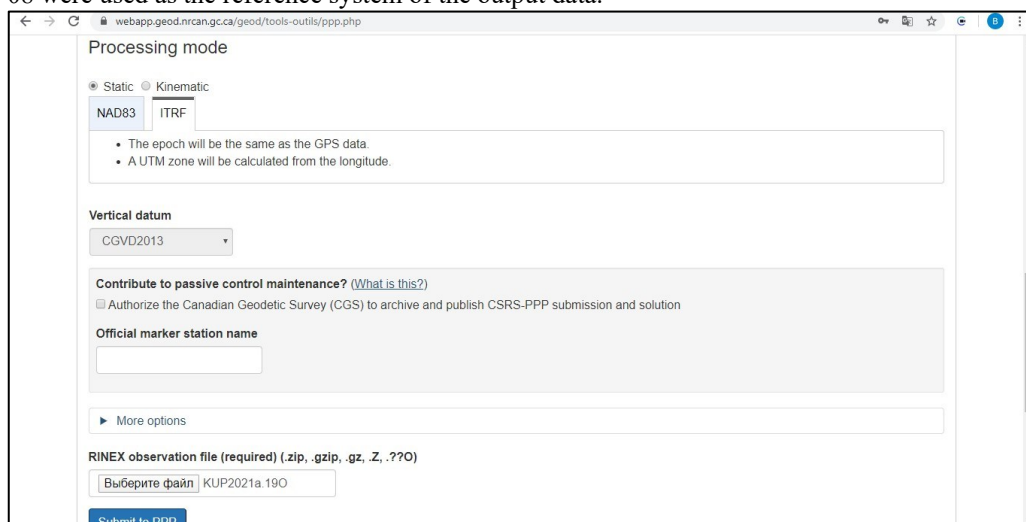 08 were used as the reference system of the output data.
webapp.geod.nrcan.gc.ca/geod/tools-outils/ppp.php
B
Processing mode
Static Kinematic
NAD83 ITRF
• The epoch will be the same as the GPS data.
• A UTM zone will be calculated from the longitude.
Vertical datum
CGVD2013
Contribute to passive control maintenance? (What is this?)
Authorize the Canadian Geodetic Survey (CGS) to archive and publish CSRS-PPP submission and solution
Official marker station name
More options
RINEX observation file (required) (.zip, .gzip, .gz, .Z, .??O)
Выберите файл KUP2021a.19O
Submit to PPP